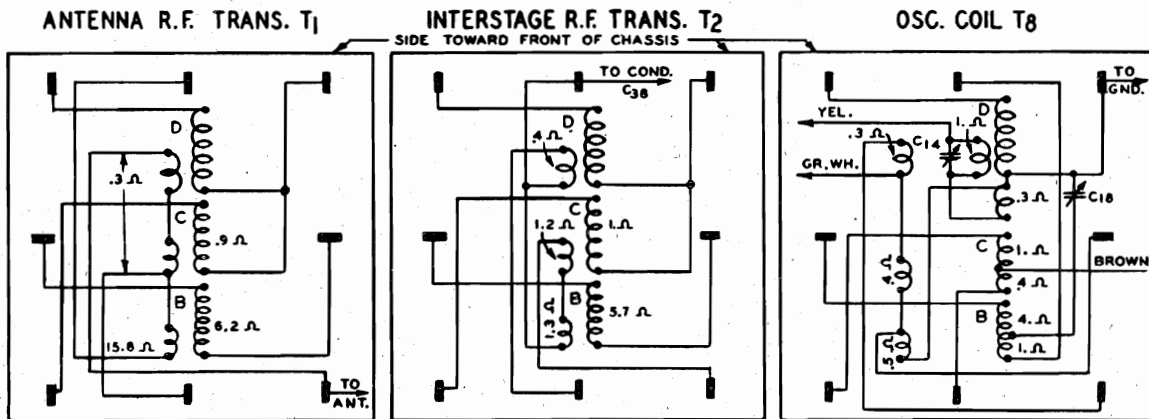 ANTENNA R.F. TRANS. T1
INTERSTAGE R.F. TRANS. T2
OSC. COIL T8
SIDE TOWARD FRONT OF CHASSIS
D
.3 Ω
C
.9 Ω
B
6.2 Ω
15.8 Ω
TO
ANT.
TO COND.
C38
D
.4 Ω
C
1.2 Ω
1 Ω
B
1.3 Ω
5.7 Ω
TO
GND.
YEL.
D
.3 Ω
C14
1 Ω
GR. WH.
.3 Ω
C18
C
1 Ω
BROWN
.4 Ω
.4 Ω
B
4 Ω
.5 Ω
1 Ω